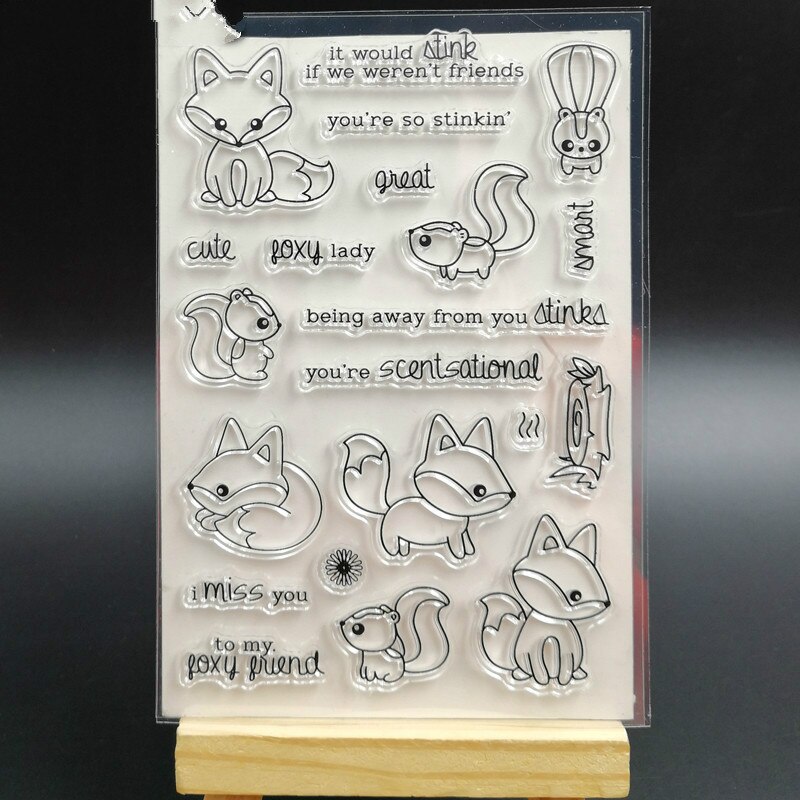 it would stink
if we weren't friends
you're so stinkin'
great
smart
cute
foxy lady
being away from you stinks
you're scentsational
i miss you
to my
foxy friend